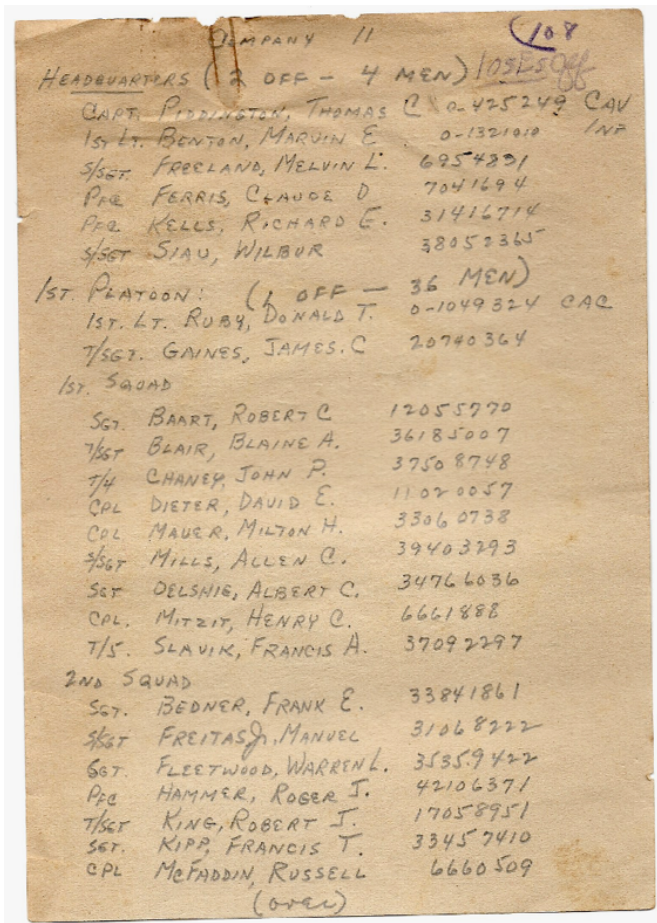 108
COMPANY 11
HEADQUARTERS (2 OFF - 4 MEN)
CAPT. PIDDINGTON, THOMAS C 0-425249 CAV
1ST LT. BENTON, MARVIN E 0-1321010 INF
S/SGT. FREELAND, MELVIN L. 6954831
PFC FERRIS, CLAUDE D 7041694
PFC KELLS, RICHARD E. 31416714
S/SGT SIAU, WILBUR 38052365
1ST. PLATOON: (1 OFF - 36 MEN)
1ST. LT. RUBY, DONALD T. 0-1049324 CAC
T/SGT. GAINES, JAMES. C 20740364
1ST. SQUAD
SGT. BAART, ROBERT C 12055770
T/SGT BLAIR, BLAINE A. 36185007
T/4 CHANEY, JOHN P. 37508748
CPL DIETER, DAVID E. 11020057
CPL MAUER, MILTON H. 33060738
S/SGT MILLS, ALLEN C. 39403293
SGT DELSHIE, ALBERT C. 34766036
CPL. MITZIT, HENRY C. 6661888
T/5. SLAVIK, FRANCIS A. 37092297
2ND SQUAD
SGT. BEDNER, FRANK E. 33841861
S/SGT FREITAS Jr., MANUEL 31068222
SGT. FLEETWOOD, WARREN L. 35359422
PFC HAMMER, ROGER J. 42106371
T/SGT KING, ROBERT J. 17058951
SGT. KIPP, FRANCIS T. 33457410
CPL McFADDIN, RUSSELL 6660509
(over)